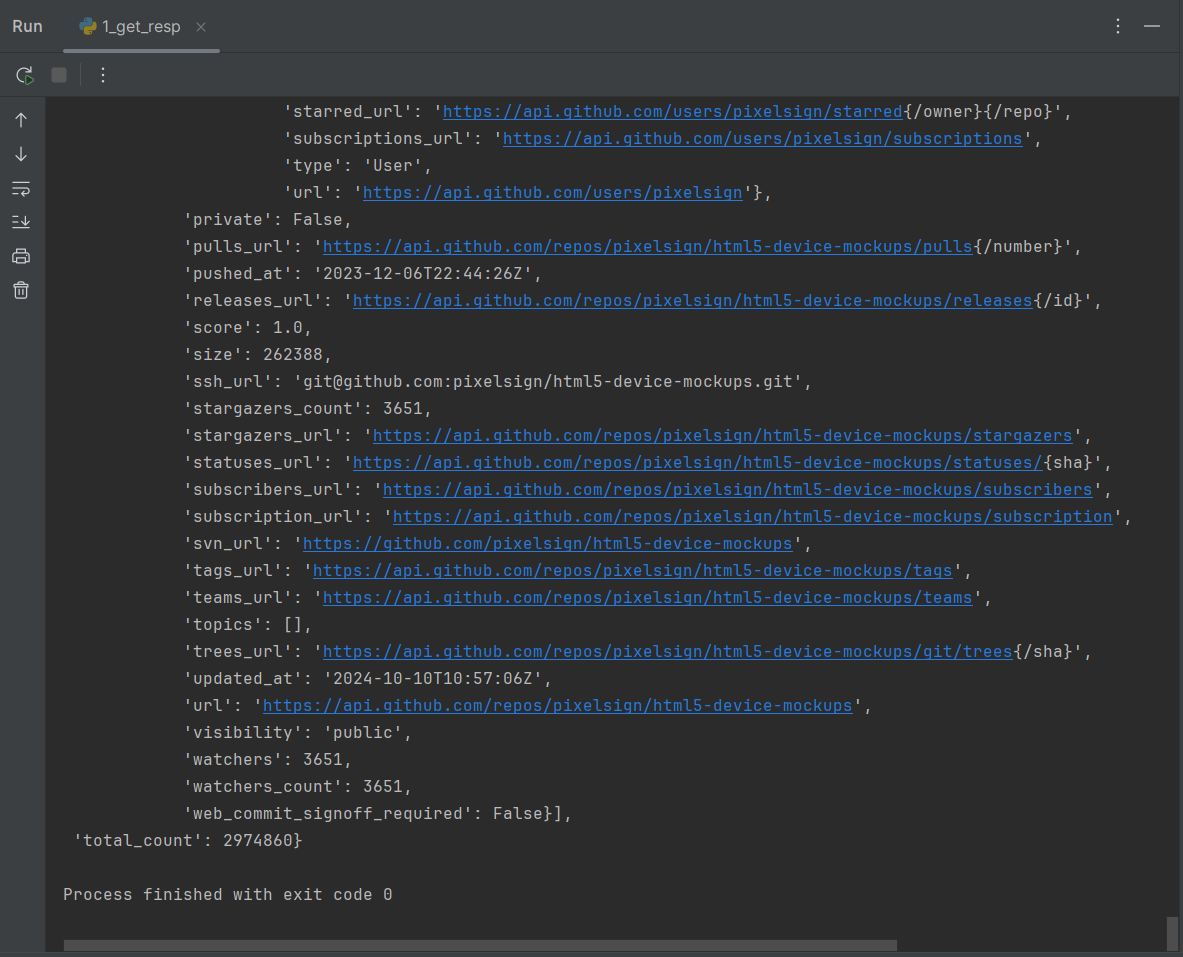 Run 1_get_resp
'starred_url': 'https://api.github.com/users/pixelsign/starred{/owner}{/repo}',
'subscriptions_url': 'https://api.github.com/users/pixelsign/subscriptions',
'type': 'User',
'url': 'https://api.github.com/users/pixelsign'},
'private': False,
'pulls_url': 'https://api.github.com/repos/pixelsign/html5-device-mockups/pulls{/number}',
'pushed_at': '2023-12-06T22:44:26Z',
'releases_url': 'https://api.github.com/repos/pixelsign/html5-device-mockups/releases{/id}',
'score': 1.0,
'size': 262388,
'ssh_url': 'git@github.com:pixelsign/html5-device-mockups.git',
'stargazers_count': 3651,
'stargazers_url': 'https://api.github.com/repos/pixelsign/html5-device-mockups/stargazers',
'statuses_url': 'https://api.github.com/repos/pixelsign/html5-device-mockups/statuses/{sha}',
'subscribers_url': 'https://api.github.com/repos/pixelsign/html5-device-mockups/subscribers',
'subscription_url': 'https://api.github.com/repos/pixelsign/html5-device-mockups/subscription',
'svn_url': 'https://github.com/pixelsign/html5-device-mockups',
'tags_url': 'https://api.github.com/repos/pixelsign/html5-device-mockups/tags',
'teams_url': 'https://api.github.com/repos/pixelsign/html5-device-mockups/teams',
'topics': [],
'trees_url': 'https://api.github.com/repos/pixelsign/html5-device-mockups/git/trees{/sha}',
'updated_at': '2024-10-10T10:57:06Z',
'url': 'https://api.github.com/repos/pixelsign/html5-device-mockups',
'visibility': 'public',
'watchers': 3651,
'watchers_count': 3651,
'web_commit_signoff_required': False}],
'total_count': 2974860}
Process finished with exit code 0